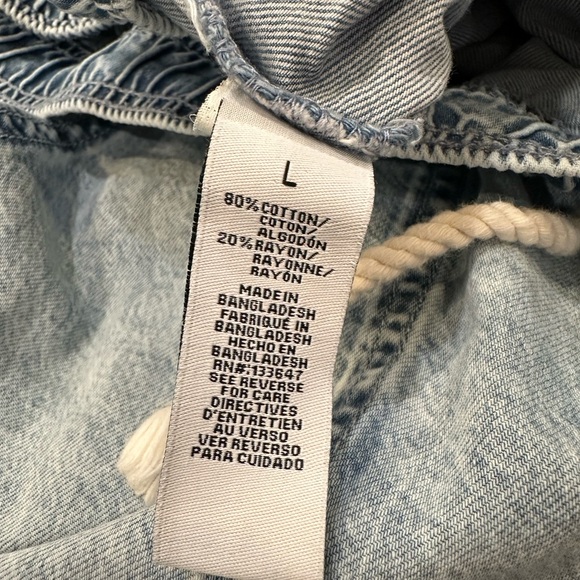 L
80% COTTON/
COTON/
ALGODÓN
20% RAYON/
RAYONNE/
RAYÓN
MADE IN
BANGLADESH
FABRIQUÉ IN
BANGLADESH
HECHO EN
BANGLADESH
RN#:133647
SEE REVERSE
FOR CARE
DIRECTIVES
D'ENTRETIEN
AU VERSO
VER REVERSO
PARA CUIDADO